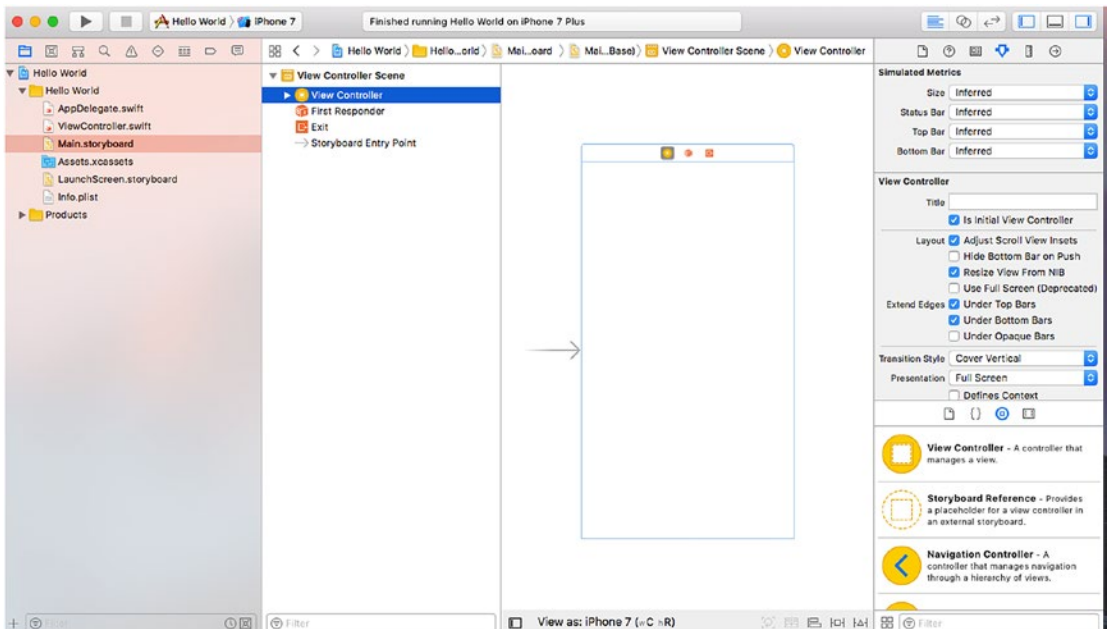 Hello World
iPhone 7
Finished running Hello World on iPhone 7 Plus
Hello World
Hello...orld)
Mai...oard
Mai...Base)
View Controller Scene
View Controller
Hello World
Hello World
AppDelegate.swift
ViewController.swift
Main.storyboard
Assets.xcassets
LaunchScreen.storyboard
Info.plist
Products
Filter
View Controller Scene
View Controller
First Responder
Exit
Storyboard Entry Point
Filter
View as: iPhone 7 (wC hR)
Simulated Metrics
Size Inferred
Status Bar Inferred
Top Bar Inferred
Bottom Bar Inferred
View Controller
Title
Is Initial View Controller
Layout Adjust Scroll View Insets
Hide Bottom Bar on Push
Resize View From NIB
Use Full Screen (Deprecated)
Extend Edges Under Top Bars
Under Bottom Bars
Under Opaque Bars
Transition Style Cover Vertical
Presentation Full Screen
Defines Context
View Controller - A controller that
manages a view.
Storyboard Reference - Provides
a placeholder for a view controller in
an external storyboard.
Navigation Controller - A
controller that manages navigation
through a hierarchy of views.
Filter